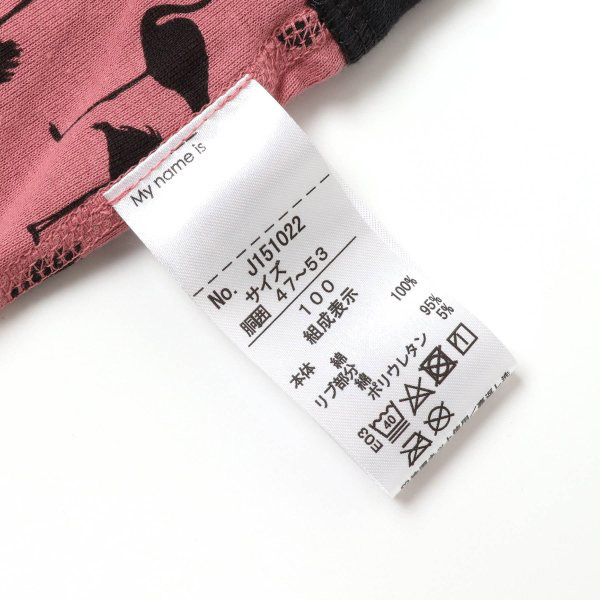 My name is
No. J151022
サイズ
胴囲 47~53
100
組成表示
本体 綿 100%
リブ部分 綿 95%
ポリウレタン 5%
E03
40